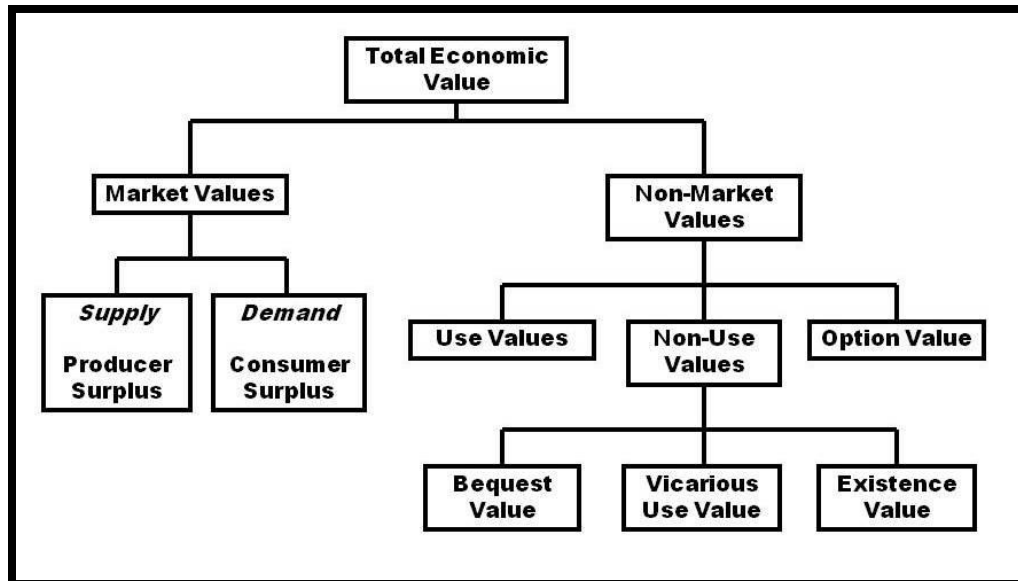 Total Economic
Value
Market Values
Non-Market
Values
Supply
Producer
Surplus
Demand
Consumer
Surplus
Use Values
Non-Use
Values
Option Value
Bequest
Value
Vicarious
Use Value
Existence
Value